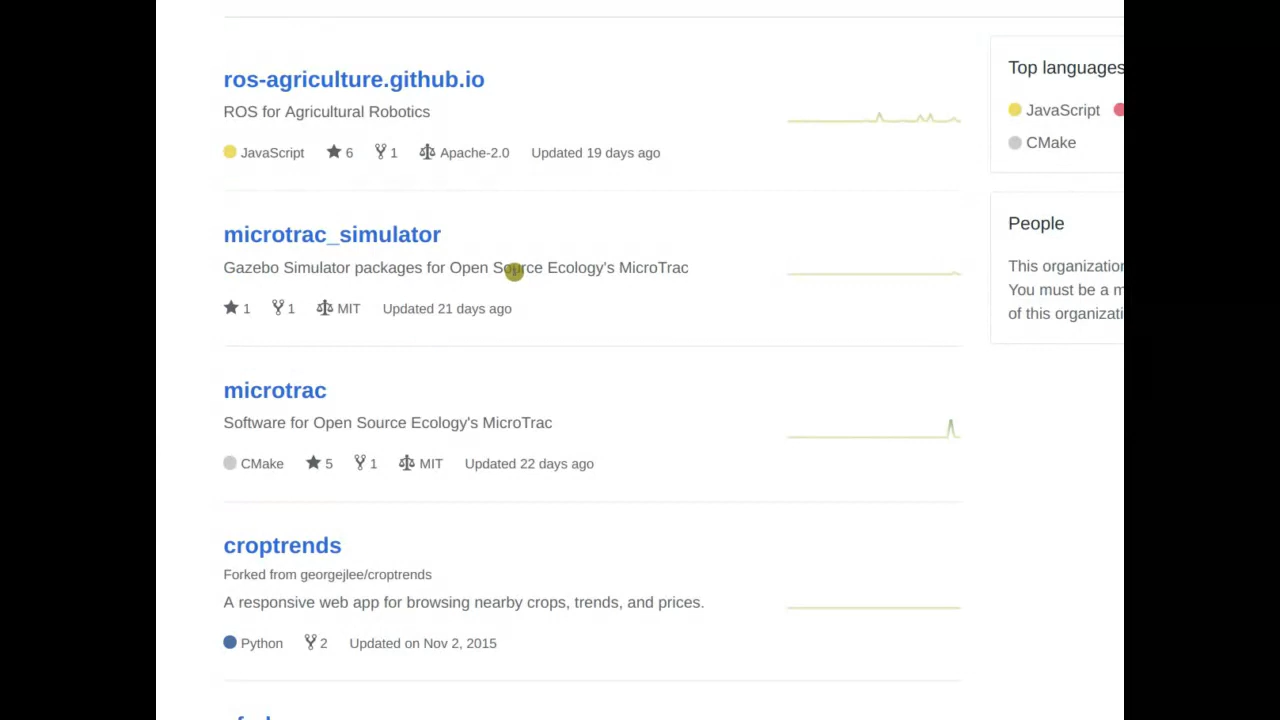 ros-agriculture.github.io
ROS for Agricultural Robotics
JavaScript 6 1 Apache-2.0 Updated 19 days ago
microtrac_simulator
Gazebo Simulator packages for Open Source Ecology's MicroTrac
1 1 MIT Updated 21 days ago
microtrac
Software for Open Source Ecology's MicroTrac
CMake 5 1 MIT Updated 22 days ago
croptrends
Forked from georgejlee/croptrends
A responsive web app for browsing nearby crops, trends, and prices.
Python 2 Updated on Nov 2, 2015
Top languages
JavaScript
CMake
People
This organization
You must be a m
of this organizati